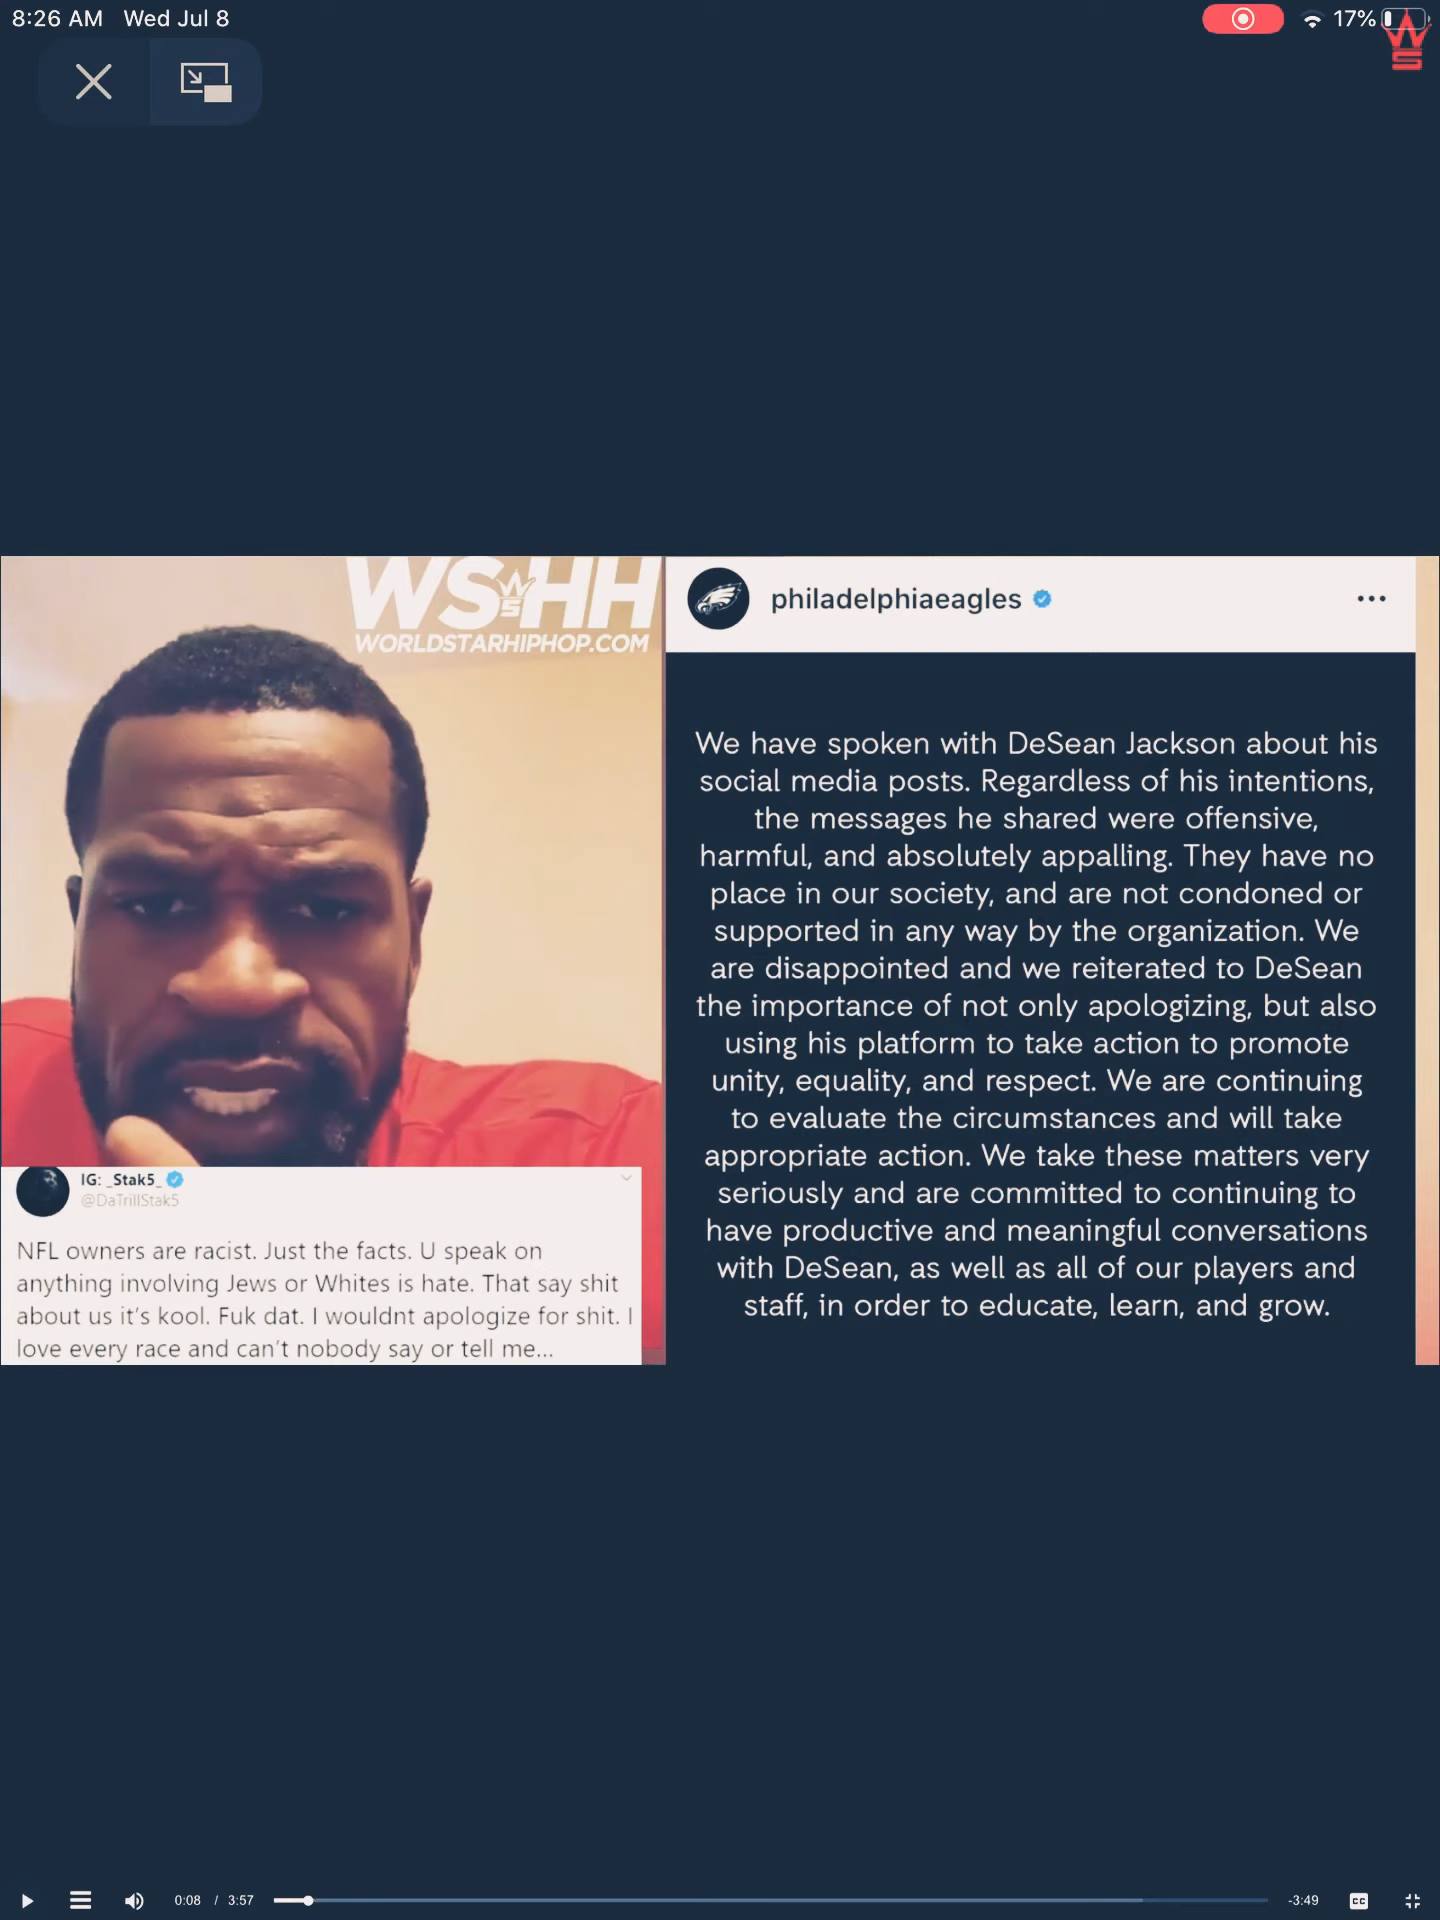 8:26 AM Wed Jul 8
17%
WS
WSHH
WORLDSTARHIPHOP.COM
IG: _Stak5_
@DaTrillStak5
NFL owners are racist. Just the facts. U speak on
anything involving Jews or Whites is hate. That say shit
about us it's kool. Fuk dat. I wouldnt apologize for shit. I
love every race and can't nobody say or tell me...
philadelphiaeagles
We have spoken with DeSean Jackson about his
social media posts. Regardless of his intentions,
the messages he shared were offensive,
harmful, and absolutely appalling. They have no
place in our society, and are not condoned or
supported in any way by the organization. We
are disappointed and we reiterated to DeSean
the importance of not only apologizing, but also
using his platform to take action to promote
unity, equality, and respect. We are continuing
to evaluate the circumstances and will take
appropriate action. We take these matters very
seriously and are committed to continuing to
have productive and meaningful conversations
with DeSean, as well as all of our players and
staff, in order to educate, learn, and grow.
0:08 / 3:57
-3:49
CC